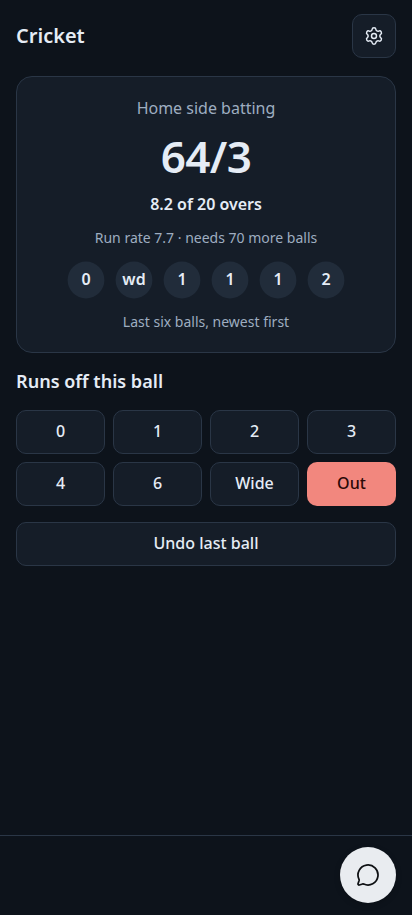 Cricket
Home side batting
64/3
8.2 of 20 overs
Run rate 7.7 · needs 70 more balls
0 wd 1 1 1 2
Last six balls, newest first
Runs off this ball
0 1 2 3
4 6 Wide Out
Undo last ball